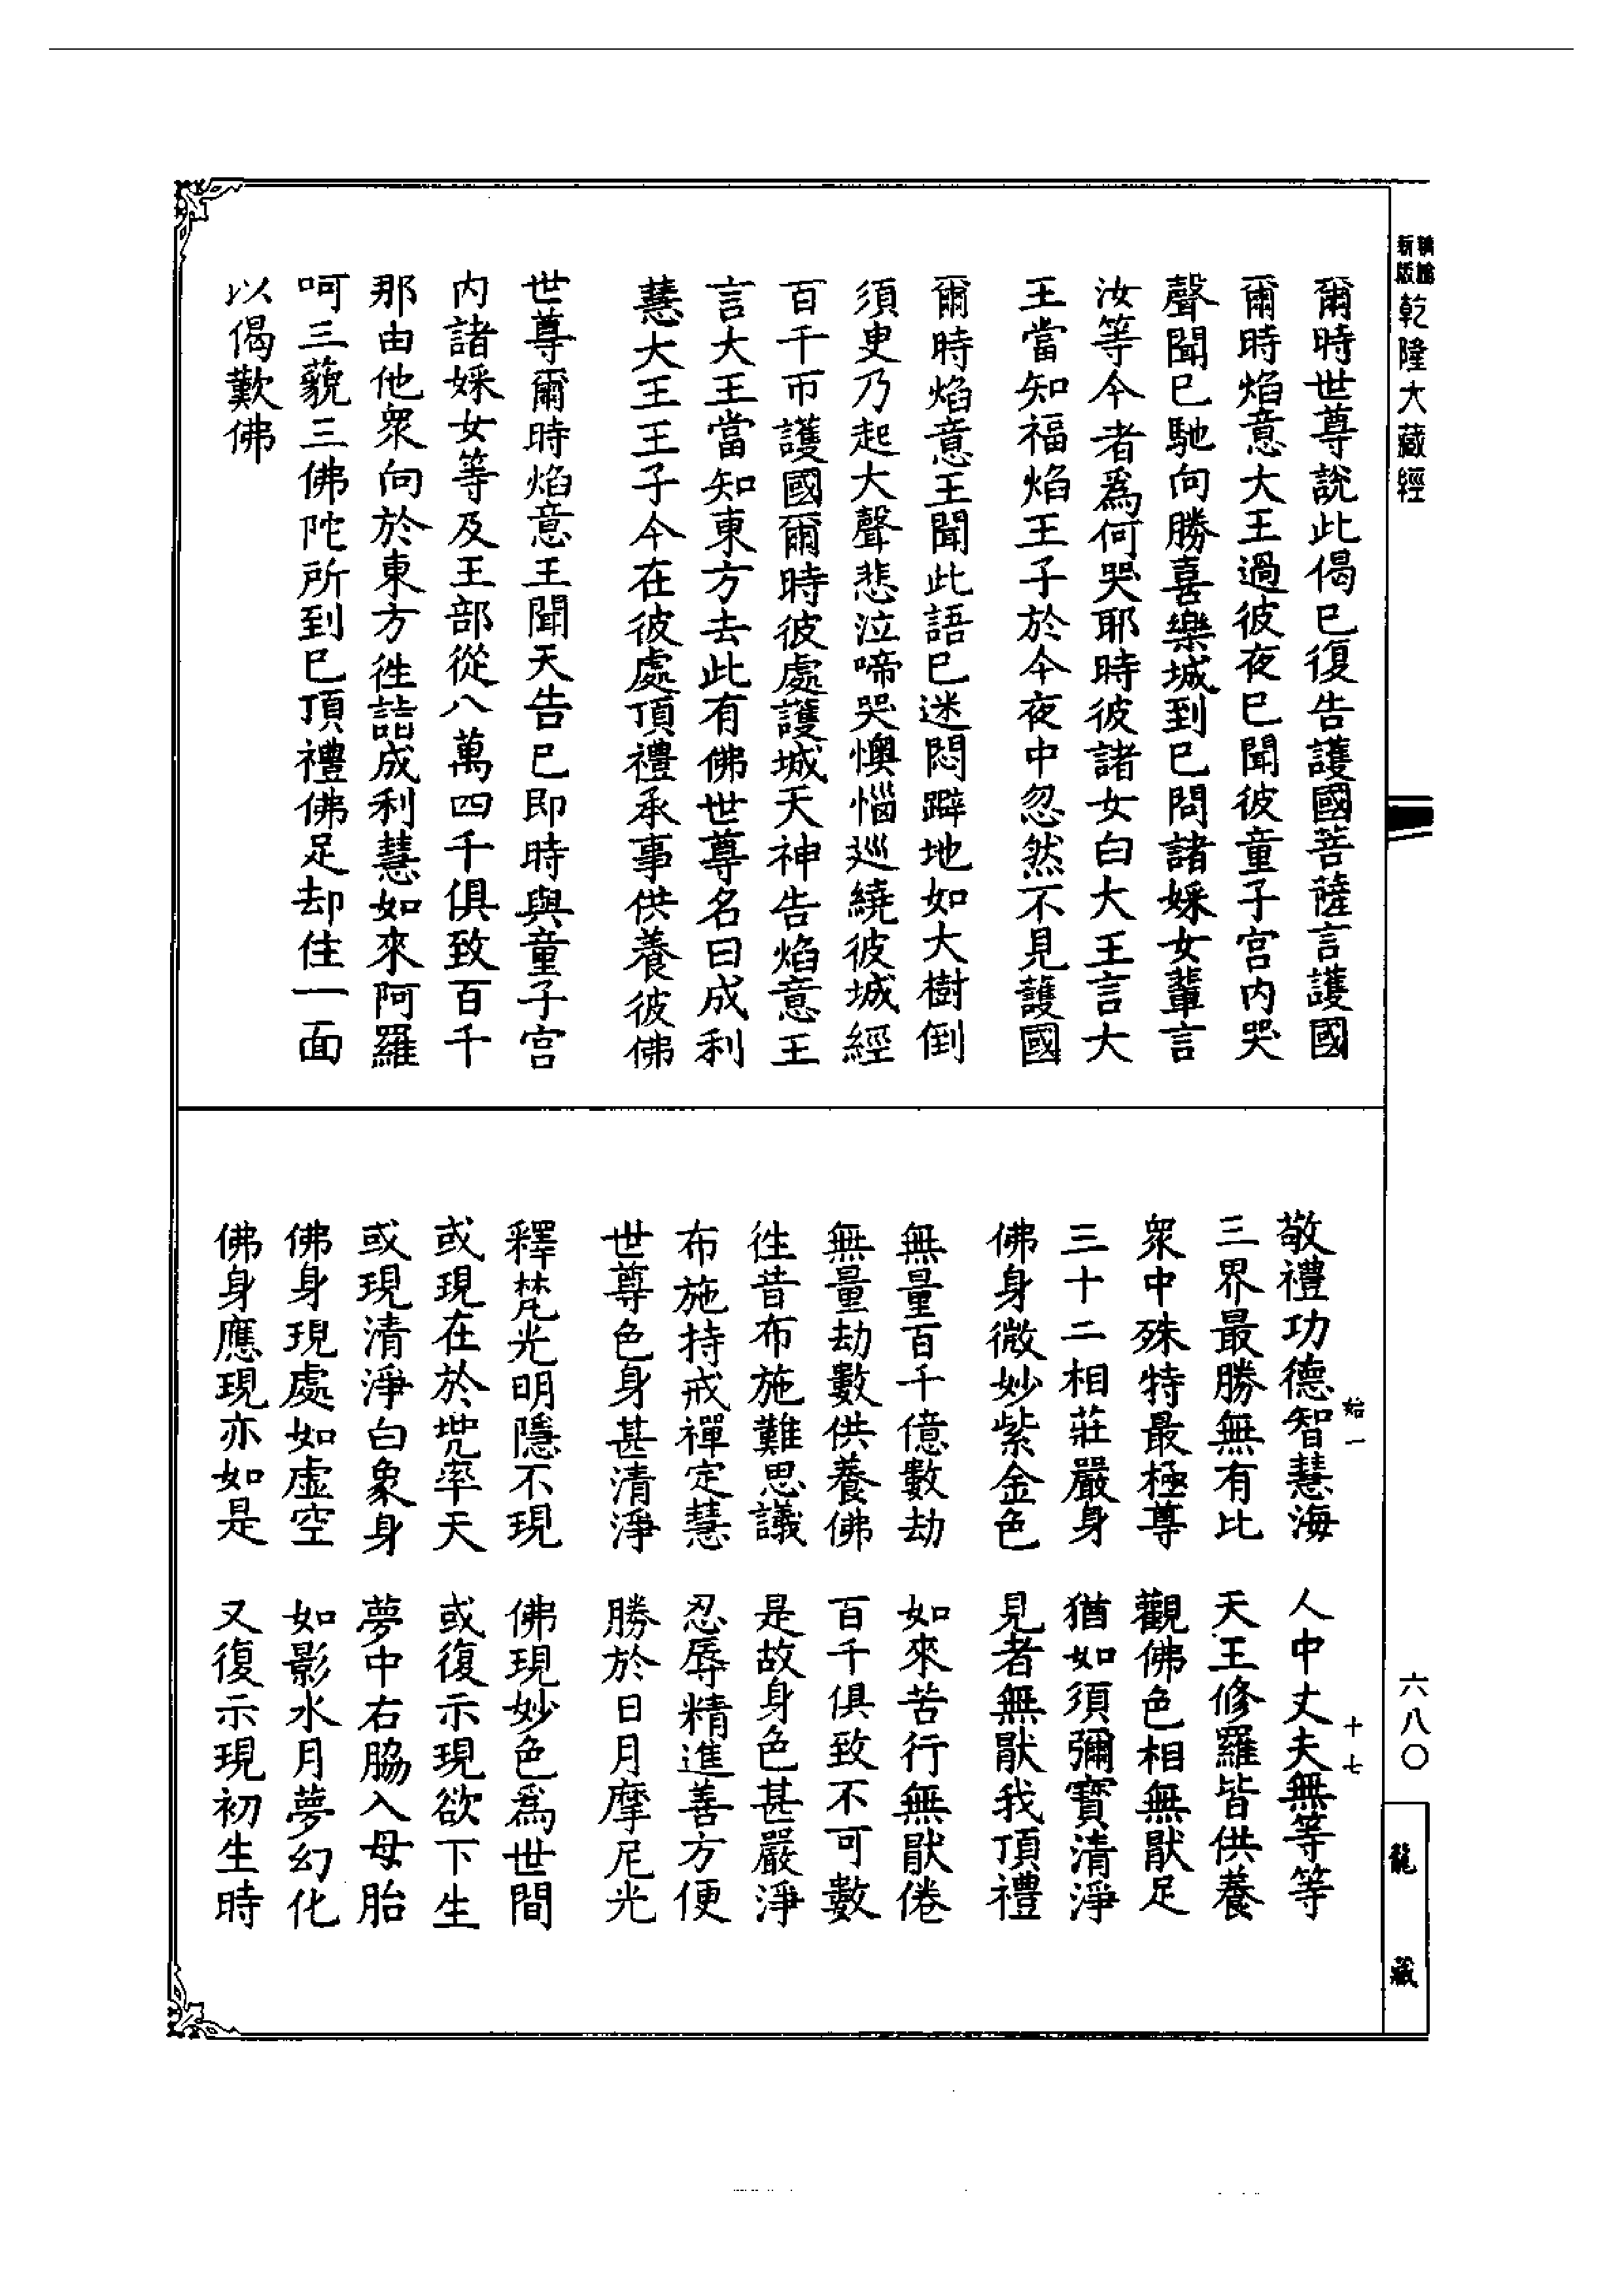 乾隆大藏經
爾時世尊說此偈已復告護國菩薩言護國
爾時焰意大王過彼夜已聞彼童子宮内哭
聲聞已馳向勝喜樂城到已問諸婇女輩言
汝等今者爲何哭耶時彼諸女白大王言大
王當知福焰王子於今夜中忽然不見護國
爾時焰意王聞此語已迷悶躃地如大樹倒
須臾乃起大聲悲泣啼哭懊惱巡繞彼城經
百千帀護國爾時彼處護城天神告焰意王
言大王當知東方去此有佛世尊名曰成利
慧大王王子今在彼處頂禮承事供養彼佛
世尊爾時焰意王聞天告已即時與童子宮
内諸婇女等及王部從八萬四千俱致百千
那由他衆向於東方徃詣成利慧如來阿羅
呵三藐三佛陀所到已頂禮佛足却住一面
以偈歎佛
始一
十七
敬禮功德智慧海 人中丈夫無等等
三界最勝無有比 天王修羅皆供養
衆中殊特最極尊 觀佛色相無猒足
三十二相莊嚴身 猶如須彌寶清淨
佛身微妙紫金色 見者無猒我頂禮
無量百千億數劫 如來苦行無猒倦
無量劫數供養佛 百千俱致不可數
徃昔布施難思議 是故身色甚嚴淨
布施持戒禪定慧 忍辱精進善方便
世尊色身甚清淨 勝於日月摩尼光
釋梵光明隱不現 佛現妙色爲世間
或現在於兜率天 或復示現欲下生
或現清淨白象身 夢中右脇入母胎
佛身現處如虛空 如影水月夢幻化
佛身應現亦如是 又復示現初生時
六八〇
龍藏